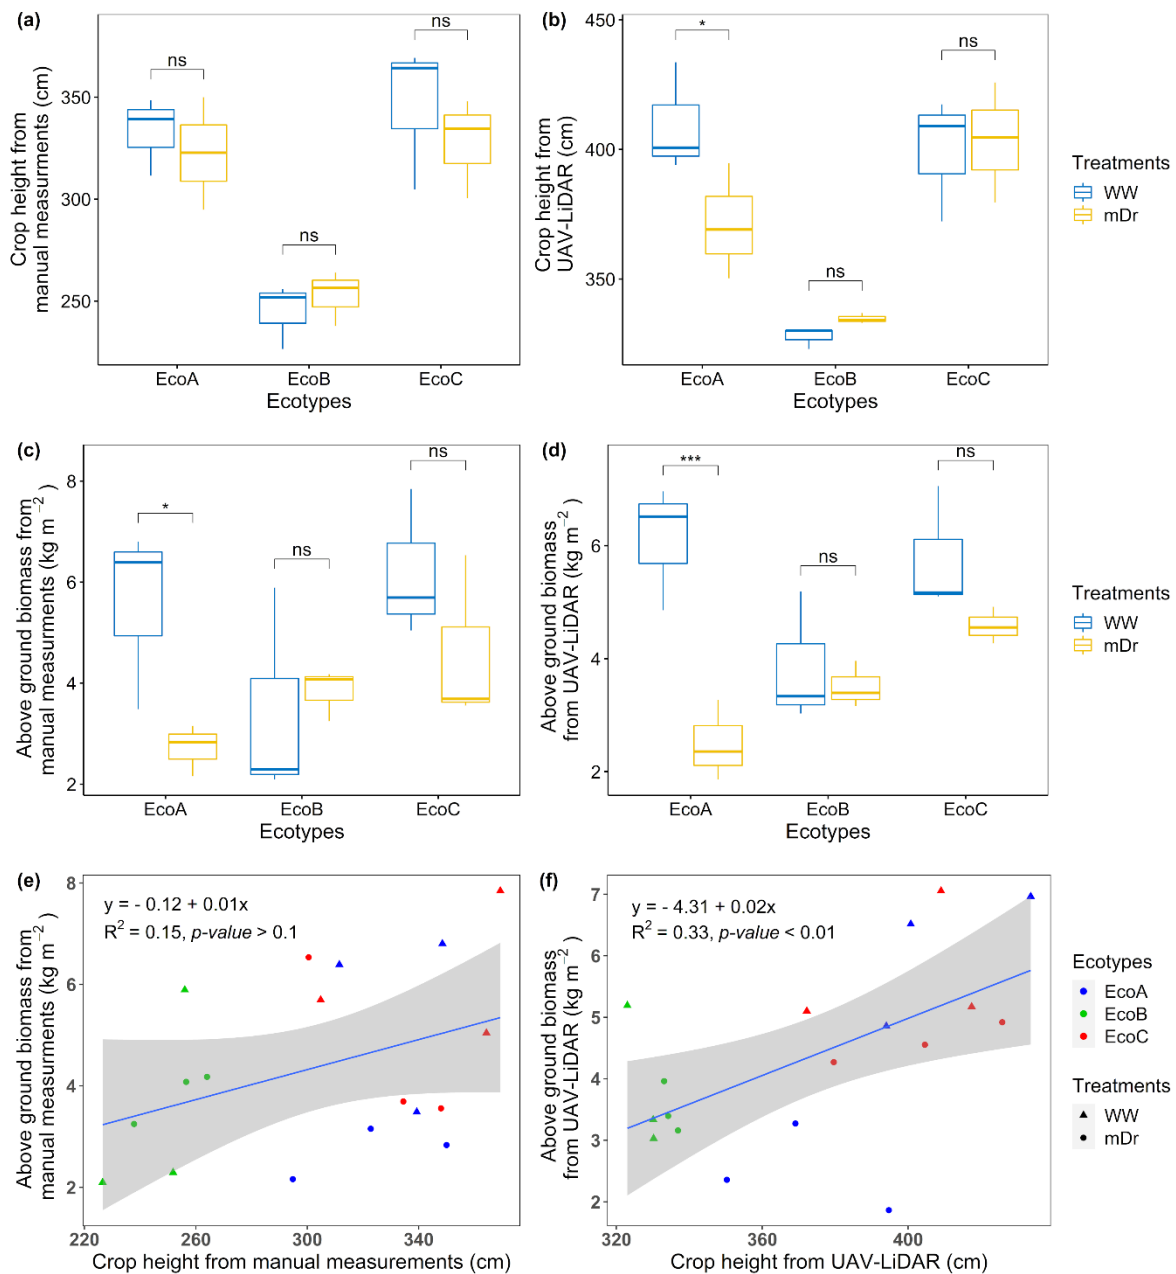 (a)
Crop height from
manual measurments (cm)
350
300
250
ns
ns
ns
EcoA
EcoB
EcoC
Ecotypes
(b)
Crop height from
UAV-LiDAR (cm)
450
400
350
*
ns
ns
EcoA
EcoB
EcoC
Ecotypes
Treatments
WW
mDr
(c)
Above ground biomass from
manual measurments (kg m−2)
8
6
4
2
*
ns
ns
EcoA
EcoB
EcoC
Ecotypes
(d)
Above ground biomass
from UAV-LiDAR (kg m−2)
6
4
2
***
ns
ns
EcoA
EcoB
EcoC
Ecotypes
Treatments
WW
mDr
(e)
Above ground biomass from
manual measurments (kg m−2)
8
6
4
2
y = - 0.12 + 0.01x
R2 = 0.15, p-value > 0.1
220
260
300
340
Crop height from manual measurements (cm)
(f)
Above ground biomass
from UAV-LiDAR (kg m−2)
7
6
5
4
3
2
y = - 4.31 + 0.02x
R2 = 0.33, p-value < 0.01
320
360
400
Crop height from UAV-LiDAR (cm)
Ecotypes
EcoA
EcoB
EcoC
Treatments
WW
mDr